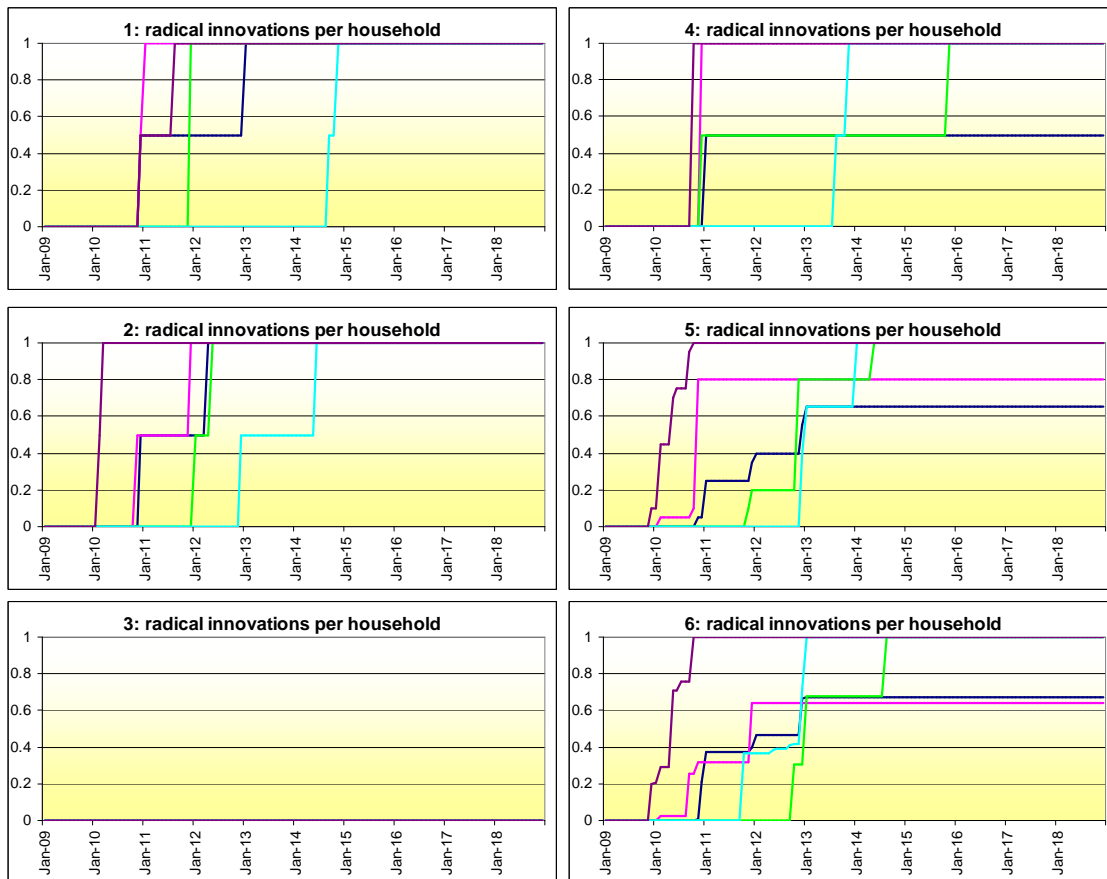 1: radical innovations per household
1
0.8
0.6
0.4
0.2
0
Jan-09
Jan-10
Jan-11
Jan-12
Jan-13
Jan-14
Jan-15
Jan-16
Jan-17
Jan-18
4: radical innovations per household
1
0.8
0.6
0.4
0.2
0
Jan-09
Jan-10
Jan-11
Jan-12
Jan-13
Jan-14
Jan-15
Jan-16
Jan-17
Jan-18
2: radical innovations per household
1
0.8
0.6
0.4
0.2
0
Jan-09
Jan-10
Jan-11
Jan-12
Jan-13
Jan-14
Jan-15
Jan-16
Jan-17
Jan-18
5: radical innovations per household
1
0.8
0.6
0.4
0.2
0
Jan-09
Jan-10
Jan-11
Jan-12
Jan-13
Jan-14
Jan-15
Jan-16
Jan-17
Jan-18
3: radical innovations per household
1
0.8
0.6
0.4
0.2
0
Jan-09
Jan-10
Jan-11
Jan-12
Jan-13
Jan-14
Jan-15
Jan-16
Jan-17
Jan-18
6: radical innovations per household
1
0.8
0.6
0.4
0.2
0
Jan-09
Jan-10
Jan-11
Jan-12
Jan-13
Jan-14
Jan-15
Jan-16
Jan-17
Jan-18